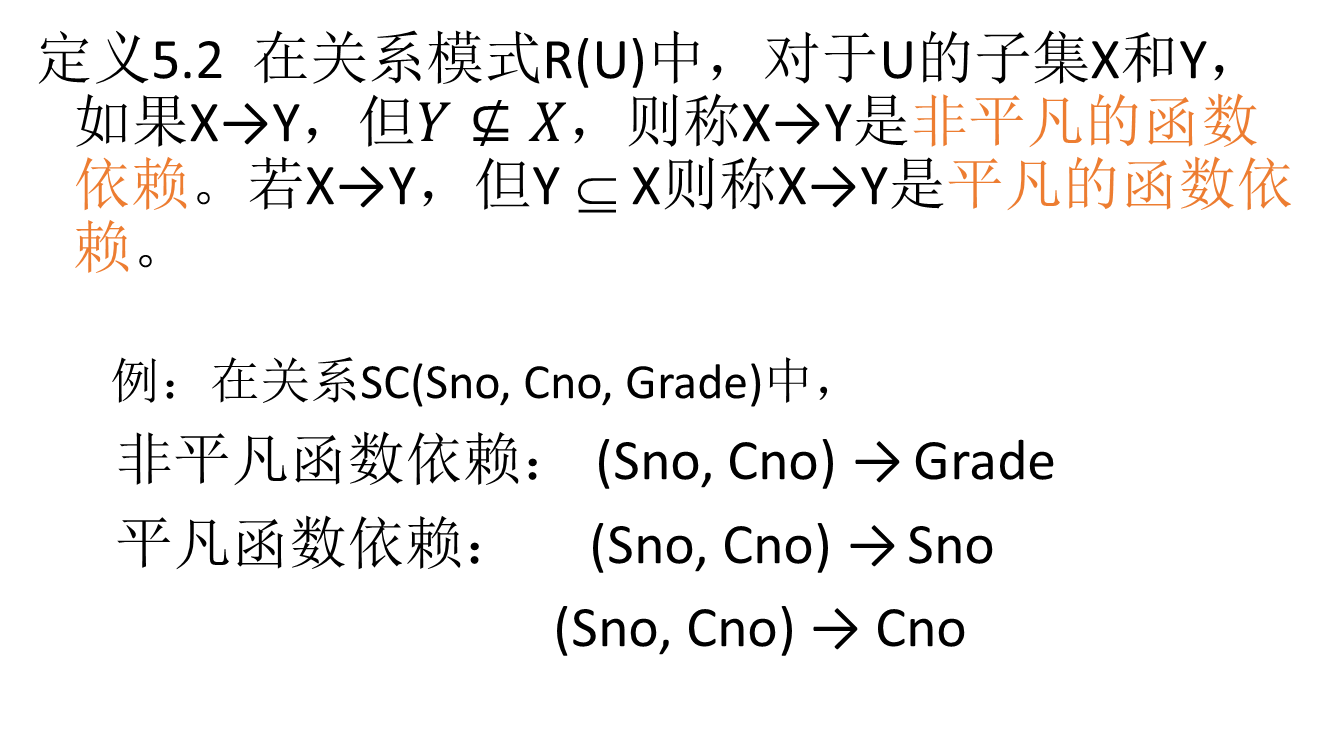 定义5.2 在关系模式R(U)中，对于U的子集X和Y，
如果X→Y，但Y ⊈ X，则称X→Y是非平凡的函数
依赖。若X→Y，但Y ⊆ X则称X→Y是平凡的函数依
赖。
例：在关系SC(Sno, Cno, Grade)中，
非平凡函数依赖： (Sno, Cno) → Grade
平凡函数依赖： (Sno, Cno) → Sno
(Sno, Cno) → Cno